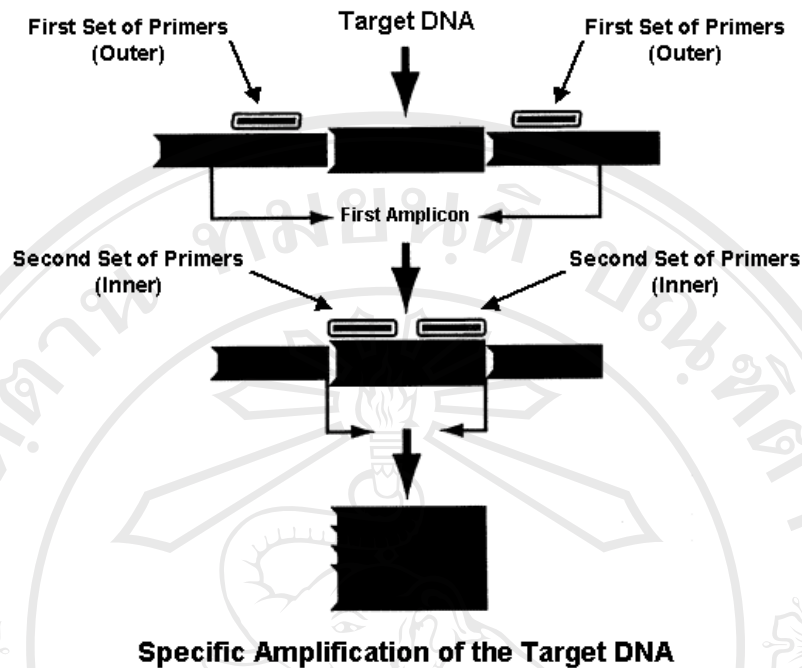 First Set of Primers
(Outer)
Target DNA
First Set of Primers
(Outer)
First Amplicon
Second Set of Primers
(Inner)
Second Set of Primers
(Inner)
Specific Amplification of the Target DNA